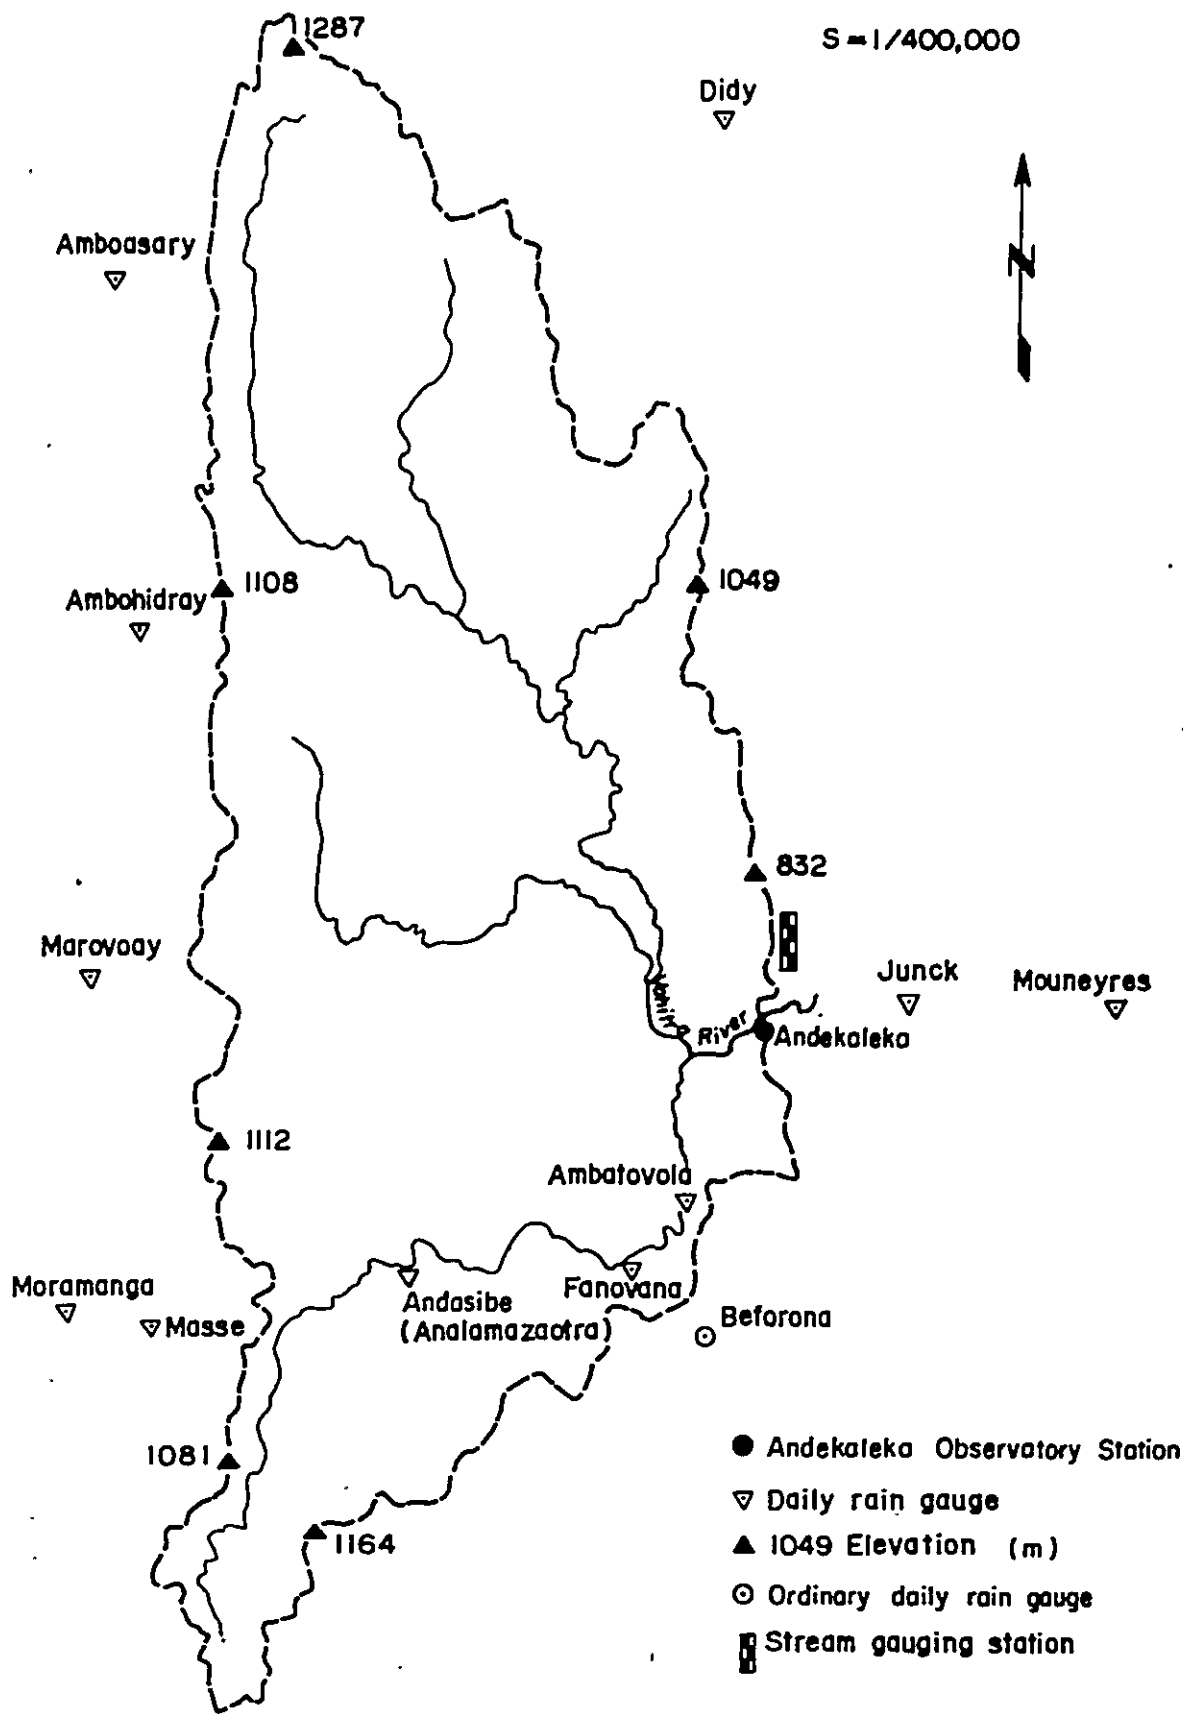 1287
S = 1/400,000
Didy
N
Amboasary
1108
1049
Ambohidray
832
Marovoay
Junck
Mouneyres
River
Andekaleka
1112
Ambatovola
Moramanga
Masse
Andasibe
(Analamazaotra)
Fanovana
Beforona
1081
1164
Andekaleka Observatory Station
Daily rain gauge
1049 Elevation (m)
Ordinary daily rain gauge
Stream gauging station